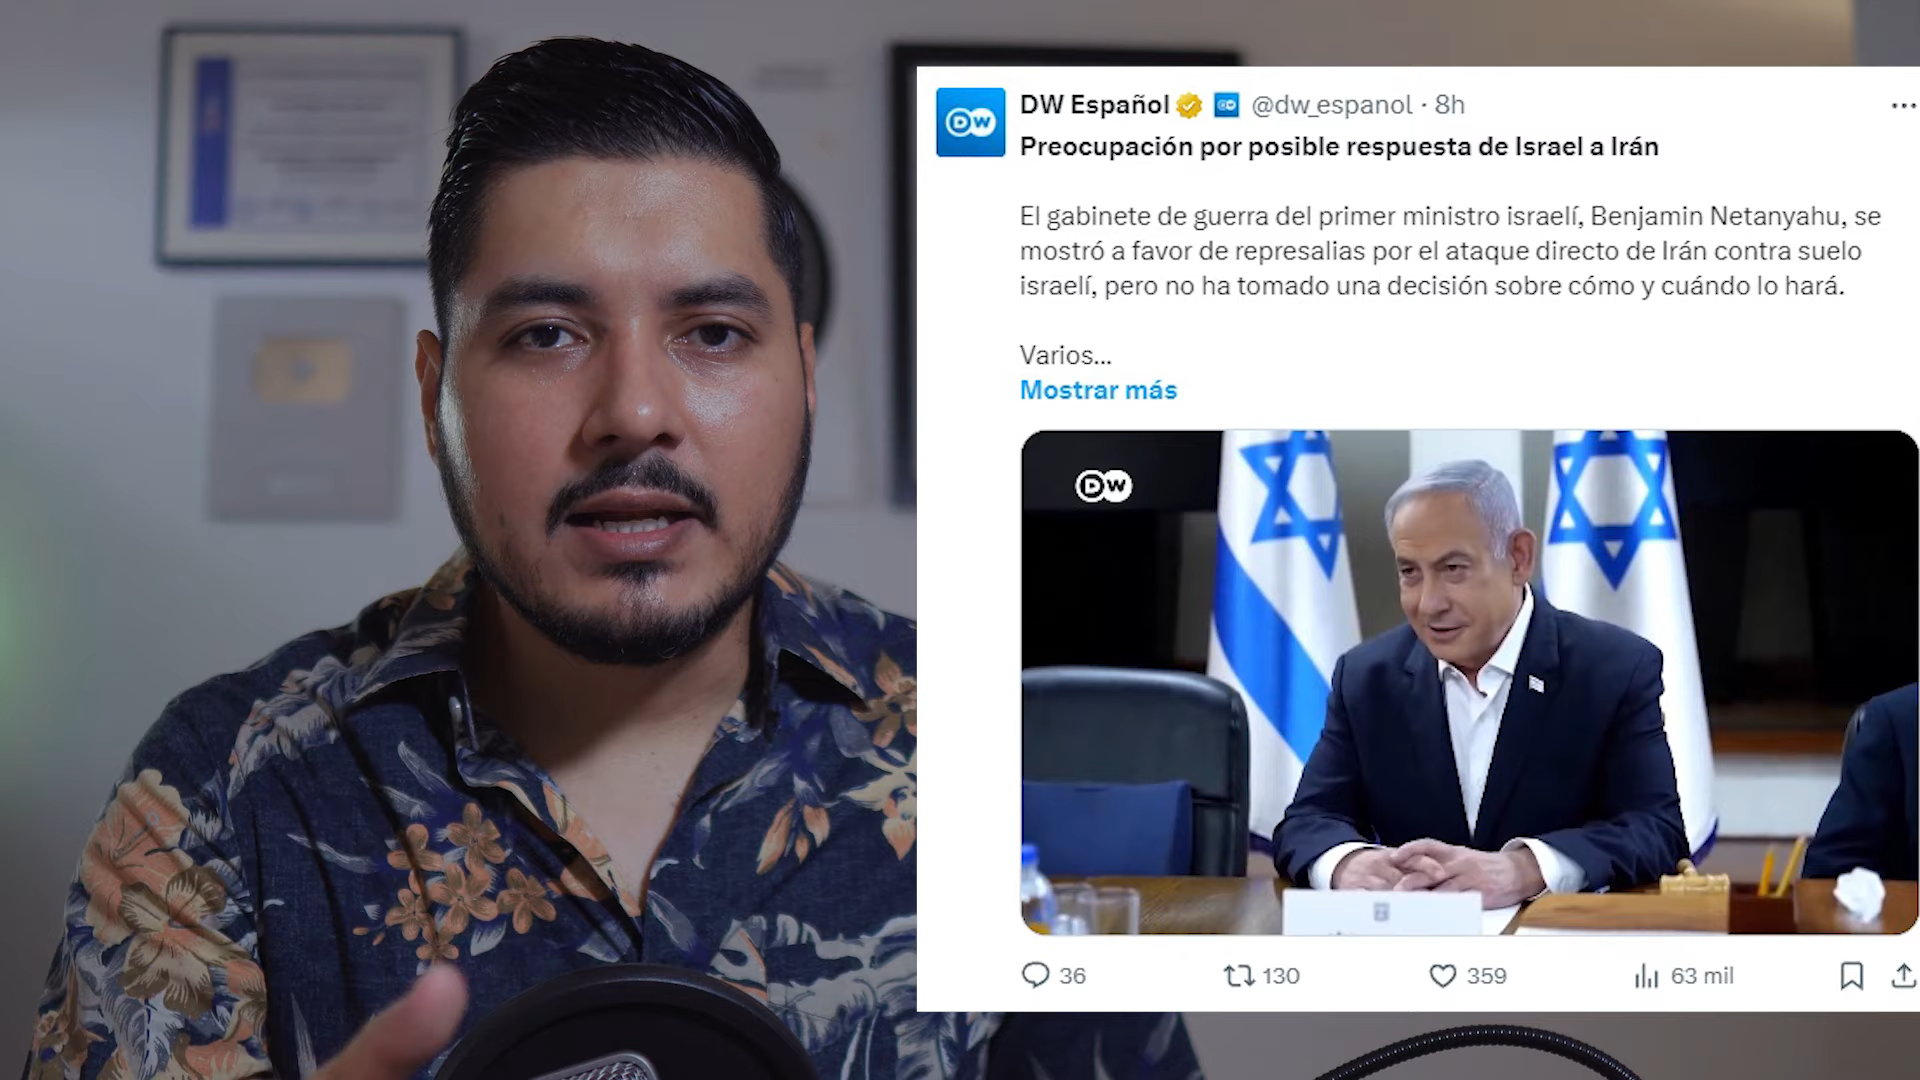 DW Español @dw_espanol · 8h
Preocupación por posible respuesta de Israel a Irán
El gabinete de guerra del primer ministro israelí, Benjamin Netanyahu, se
mostró a favor de represalias por el ataque directo de Irán contra suelo
israelí, pero no ha tomado una decisión sobre cómo y cuándo lo hará.
Varios...
Mostrar más
DW
DW
36 130 359 63 mil